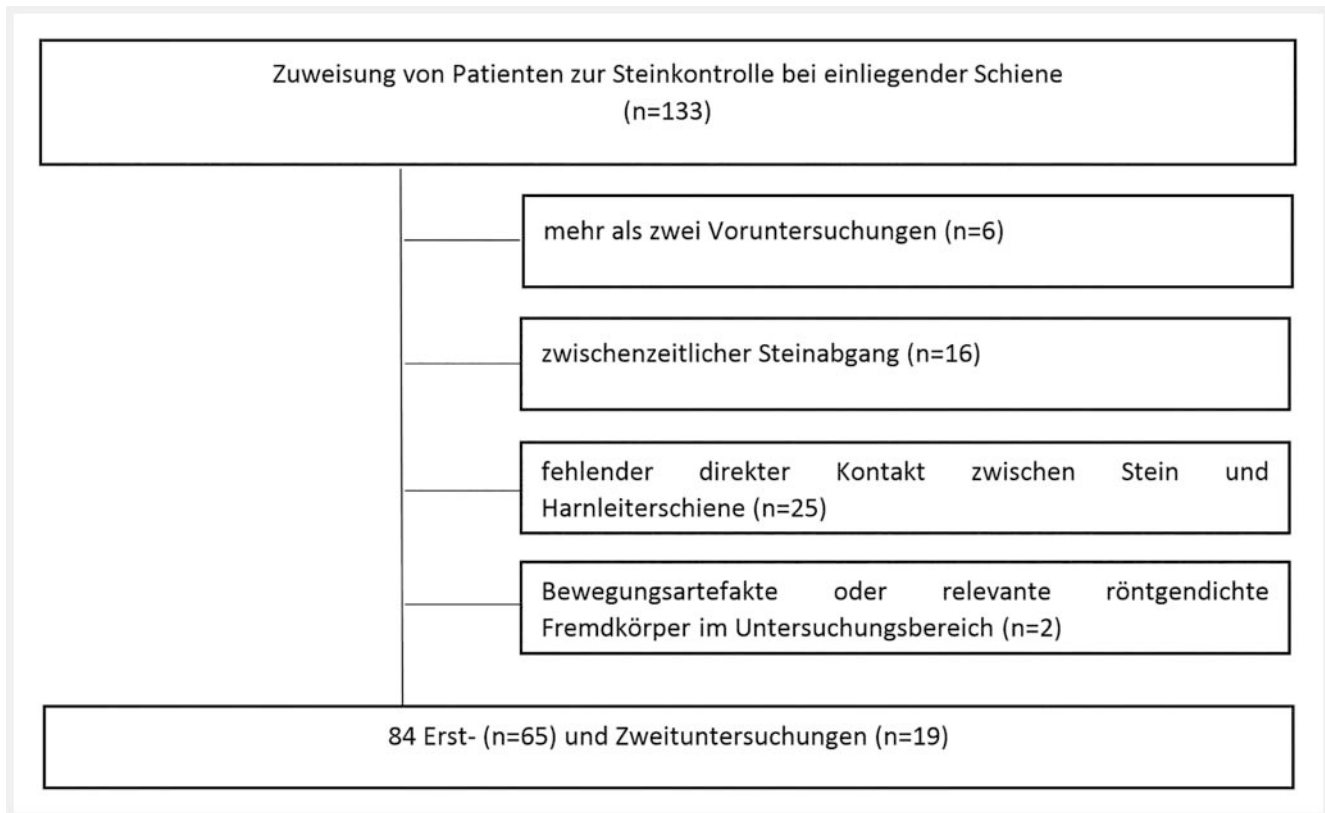 Zuweisung von Patienten zur Steinkontrolle bei einliegender Schiene
(n=133)
mehr als zwei Voruntersuchungen (n=6)
zwischenzeitlicher Steinabgang (n=16)
fehlender direkter Kontakt zwischen Stein und
Harnleiterschiene (n=25)
Bewegungsartefakte oder relevante röntgendichte
Fremdkörper im Untersuchungsbereich (n=2)
84 Erst- (n=65) und Zweituntersuchungen (n=19)